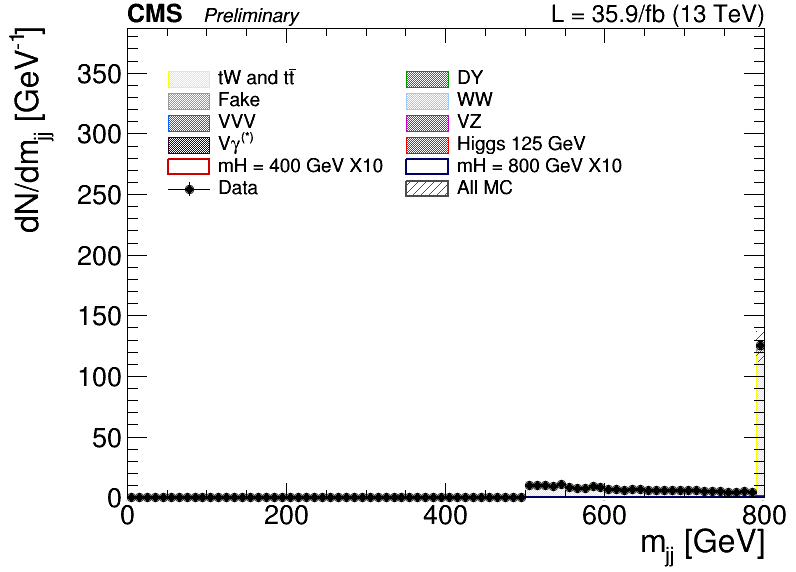 CMS Preliminary L = 35.9/fb (13 TeV)
dN/dm_jj [GeV⁻¹]
350
300
250
200
150
100
50
0
tW and tt̄ DY
Fake WW
VVV VZ
Vγ⁽*⁾ Higgs 125 GeV
mH = 400 GeV X10 mH = 800 GeV X10
Data All MC
0 200 400 600 800
m_jj [GeV]